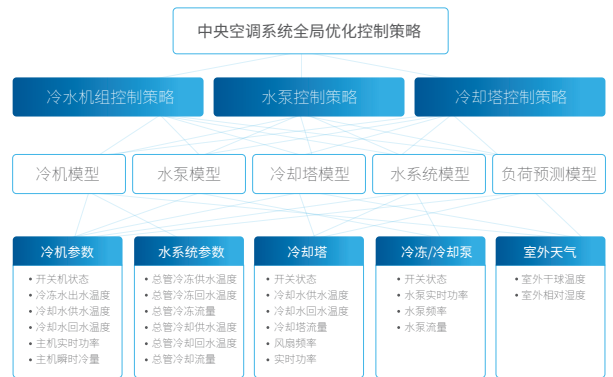 中央空调系统全局优化控制策略
冷水机组控制策略
水泵控制策略
冷却塔控制策略
冷机模型
水泵模型
冷却塔模型
水系统模型
负荷预测模型
冷机参数
• 开关机状态
• 冷冻水出水温度
• 冷却水供水温度
• 冷却水回水温度
• 主机实时功率
• 主机瞬时冷量
水系统参数
• 总管冷冻供水温度
• 总管冷冻回水温度
• 总管冷冻流量
• 总管冷却供水温度
• 总管冷却回水温度
• 总管冷却流量
冷却塔
• 开关状态
• 冷却水供水温度
• 冷却水回水温度
• 冷却塔流量
• 风扇频率
• 实时功率
冷冻/冷却泵
• 开关状态
• 水泵实时功率
• 水泵频率
• 水泵流量
室外天气
• 室外干球温度
• 室外相对湿度